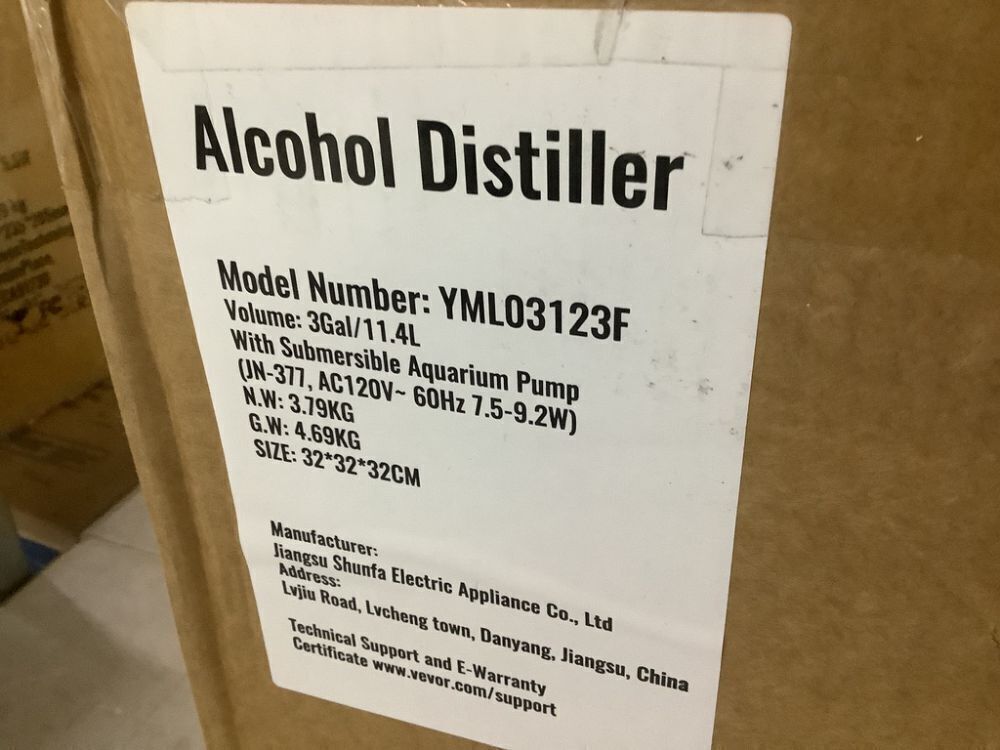 Alcohol Distiller
Model Number: YML03123F
Volume: 3Gal/11.4L
With Submersible Aquarium Pump
(JN-377, AC120V~ 60Hz 7.5-9.2W)
N.W: 3.79KG
G.W: 4.69KG
SIZE: 32*32*32CM
Manufacturer:
Jiangsu Shunfa Electric Appliance Co., Ltd
Address:
Lvjiu Road, Lvcheng town, Danyang, Jiangsu, China
Technical Support and E-Warranty
Certificate www.vevor.com/support